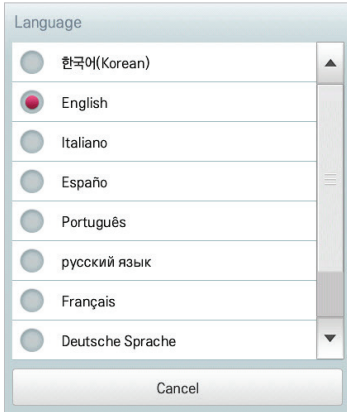 Language
한국어(Korean)
English
Italiano
Españo
Português
русский язык
Français
Deutsche Sprache
Cancel